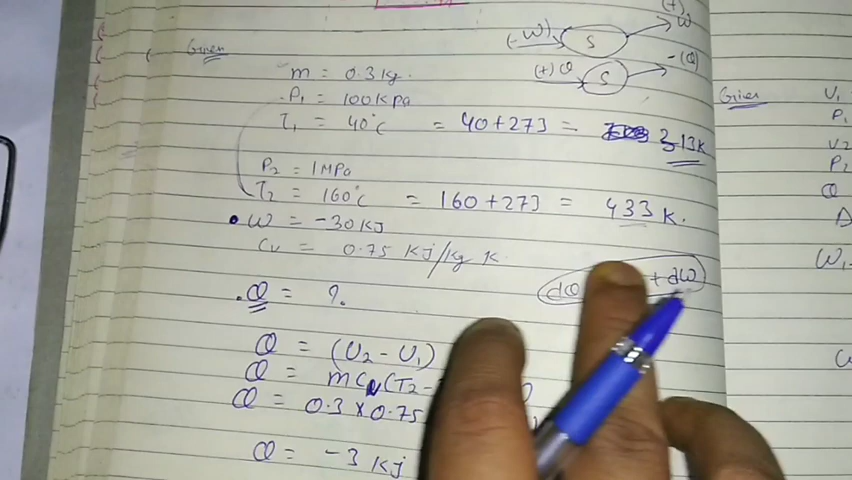 (+)
(-W) S W
(+) Q S -(Q)
Given
m = 0.3 kg.
P1 = 100 kPa
T1 = 40°C = 40+273 = 313 K
P2 = 1 MPa
T2 = 160°C = 160+273 = 433 K.
W = -30 KJ
Cv = 0.75 KJ/kg K
dQ + dW
Q = ?
Q = (U2 - U1)
Q = mCv(T2-
Q = 0.3 × 0.75
Q = -3 KJ
Given
V1
P1
V2
P2
Q
W1-